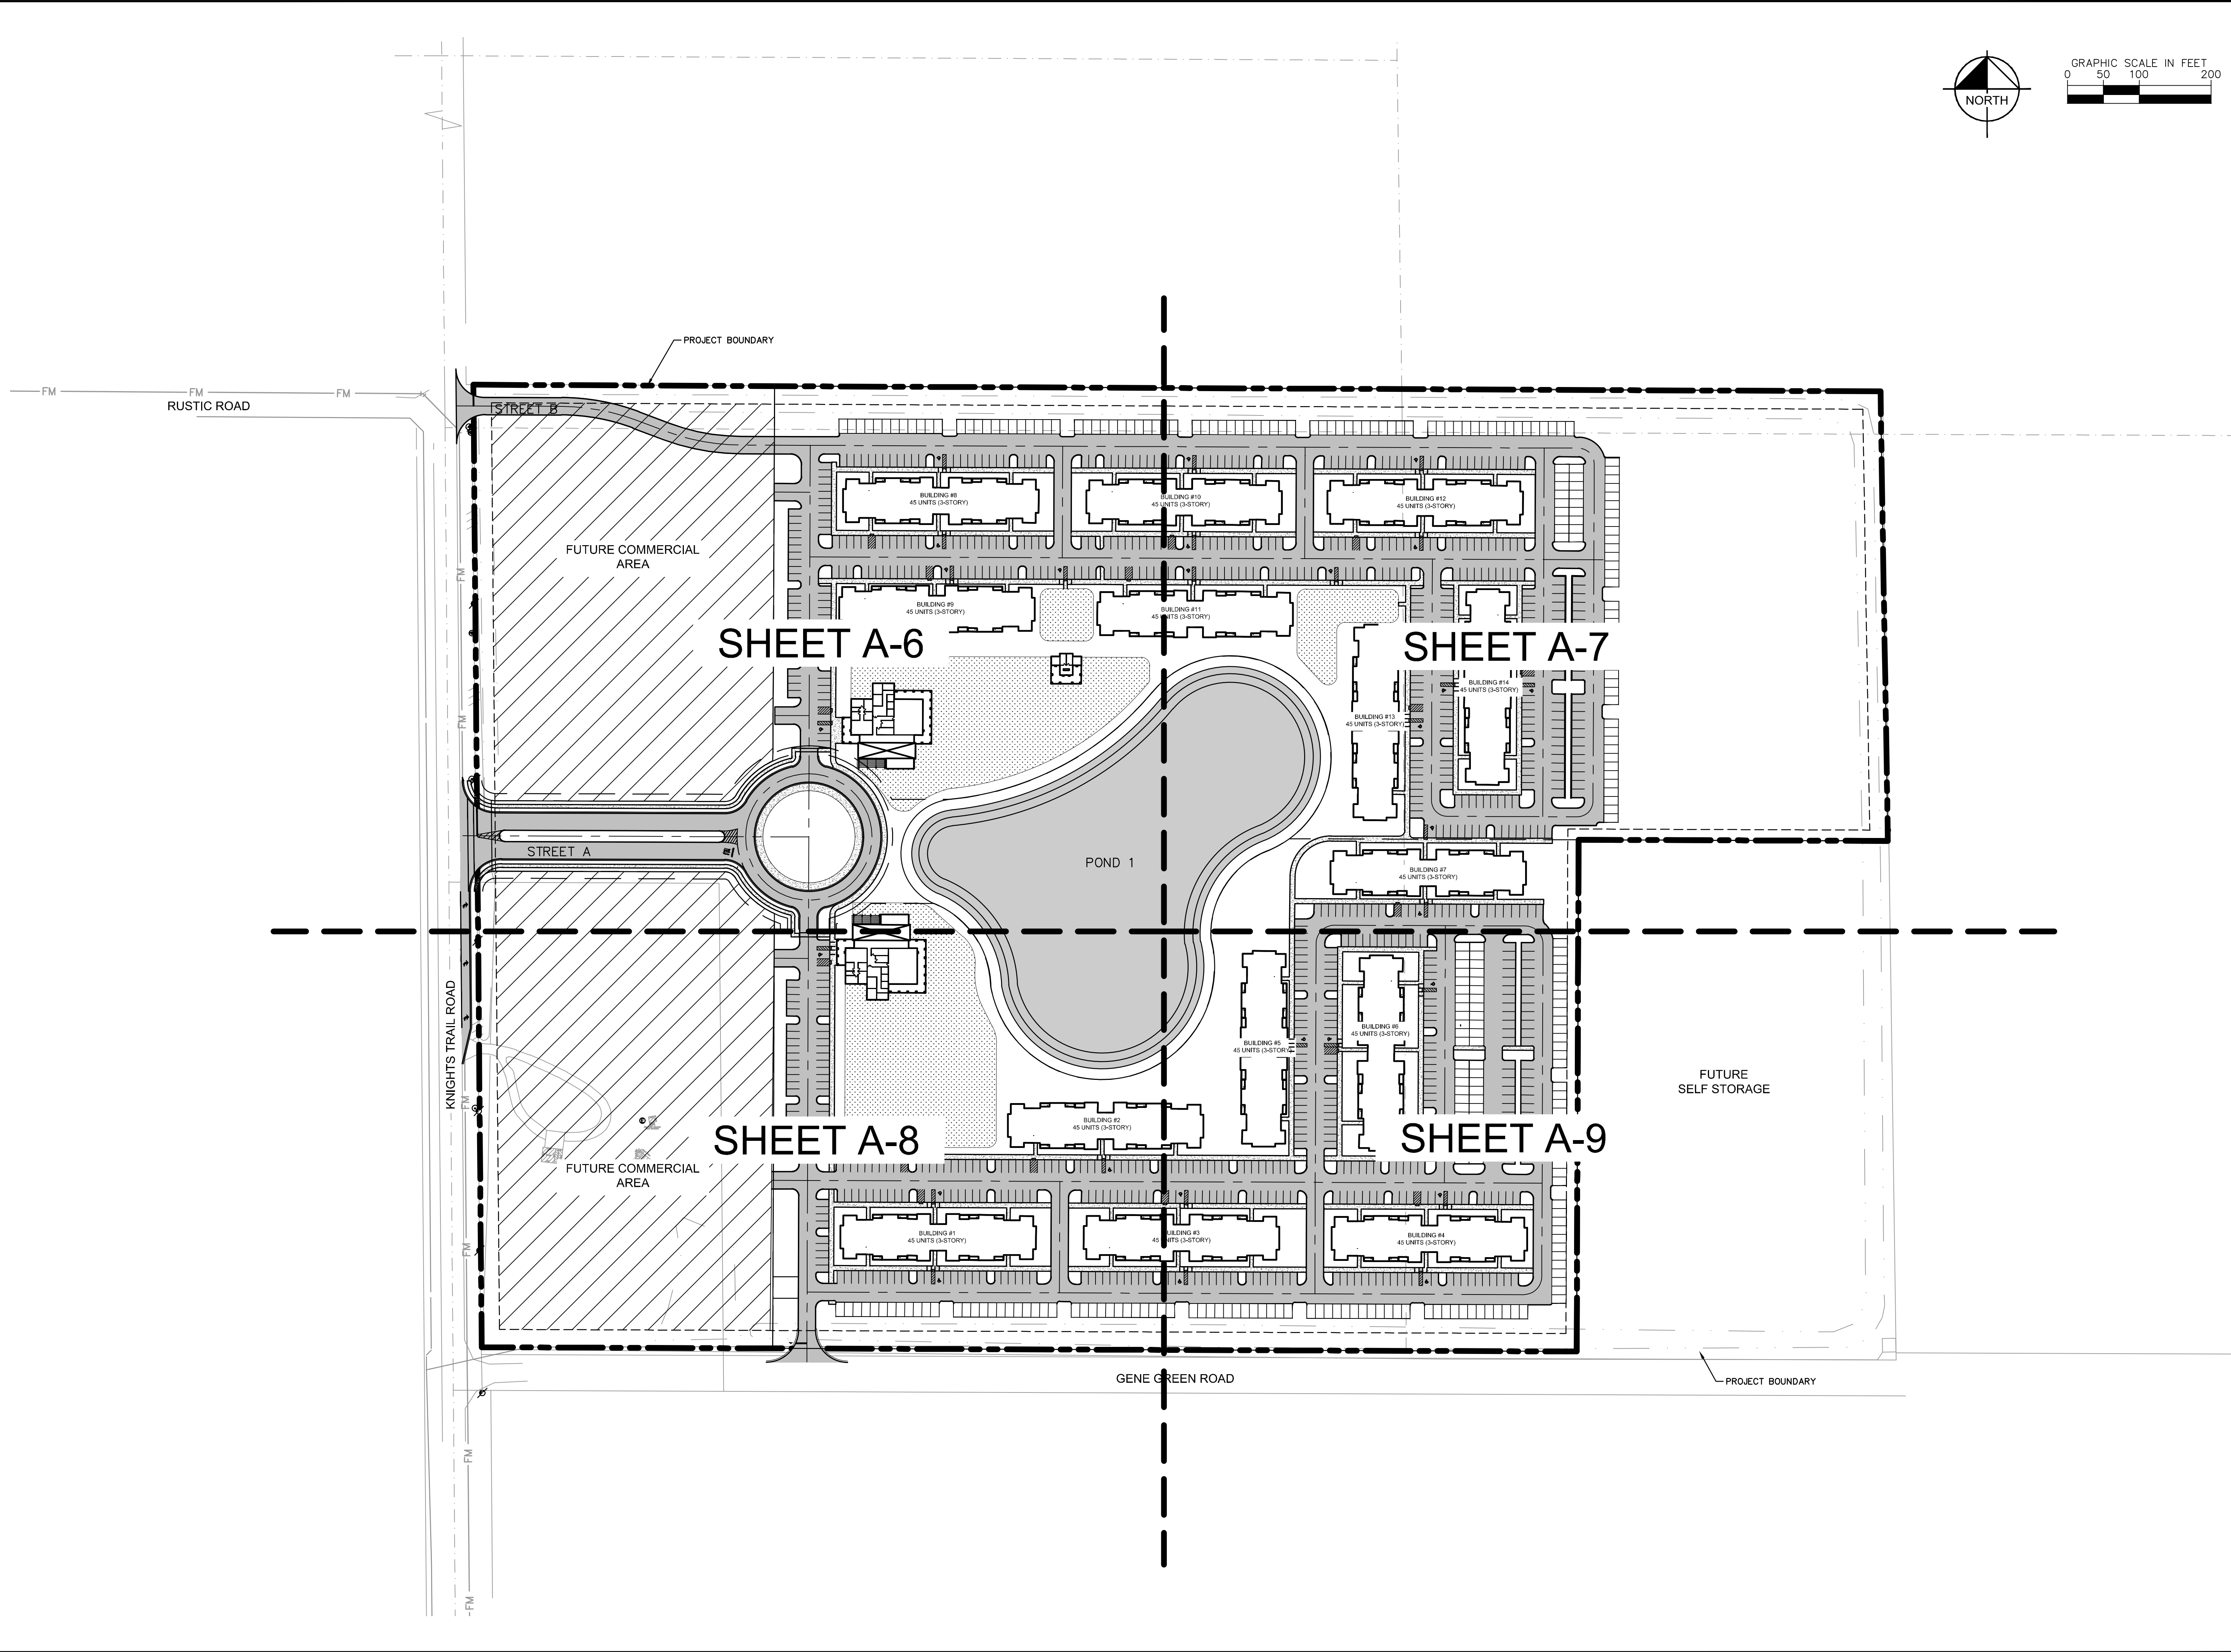 GRAPHIC SCALE IN FEET
0 50 100 200
NORTH
PROJECT BOUNDARY
FM FM FM
RUSTIC ROAD
STREET B
BUILDING #8
45 UNITS (3-STORY)
BUILDING #10
45 UNITS (3-STORY)
BUILDING #12
45 UNITS (3-STORY)
FUTURE COMMERCIAL
AREA
FM
BUILDING #9
45 UNITS (3-STORY)
BUILDING #11
45 UNITS (3-STORY)
SHEET A-6
SHEET A-7
BUILDING #14
45 UNITS (3-STORY)
BUILDING #13
45 UNITS (3-STORY)
FM
STREET A
POND 1
BUILDING #7
45 UNITS (3-STORY)
KNIGHTS TRAIL ROAD
BUILDING #6
45 UNITS (3-STORY)
BUILDING #5
45 UNITS (3-STORY)
FUTURE
SELF STORAGE
FM
BUILDING #2
45 UNITS (3-STORY)
SHEET A-8
SHEET A-9
FUTURE COMMERCIAL
AREA
BUILDING #1
45 UNITS (3-STORY)
BUILDING #3
45 UNITS (3-STORY)
BUILDING #4
45 UNITS (3-STORY)
FM
GENE GREEN ROAD
PROJECT BOUNDARY
FM
FM